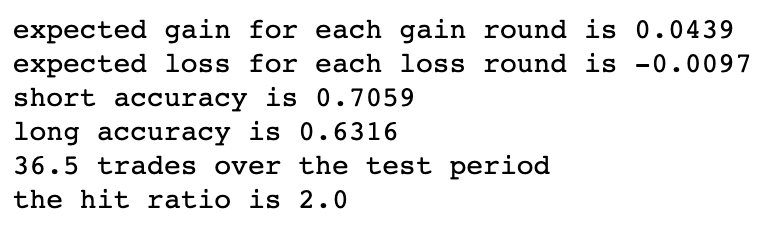 expected gain for each gain round is 0.0439
expected loss for each loss round is -0.0097
short accuracy is 0.7059
long accuracy is 0.6316
36.5 trades over the test period
the hit ratio is 2.0